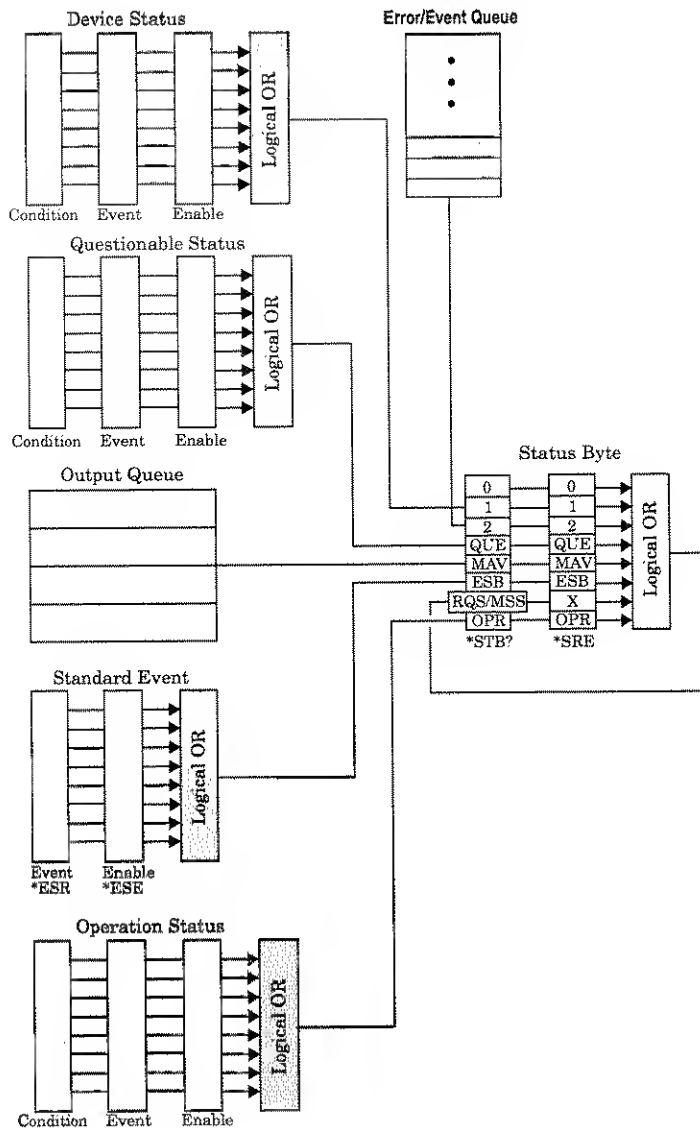 Device Status
Logical OR
Condition Event Enable
Error/Event Queue
Questionable Status
Logical OR
Condition Event Enable
Output Queue
Status Byte
0 0
1 1
2 2
QUE QUE
MAV MAV
ESB ESB
RQS/MSS X
OPR OPR
*STB? *SRE
Logical OR
Standard Event
Logical OR
Event Enable
*ESR *ESE
Operation Status
Logical OR
Condition Event Enable